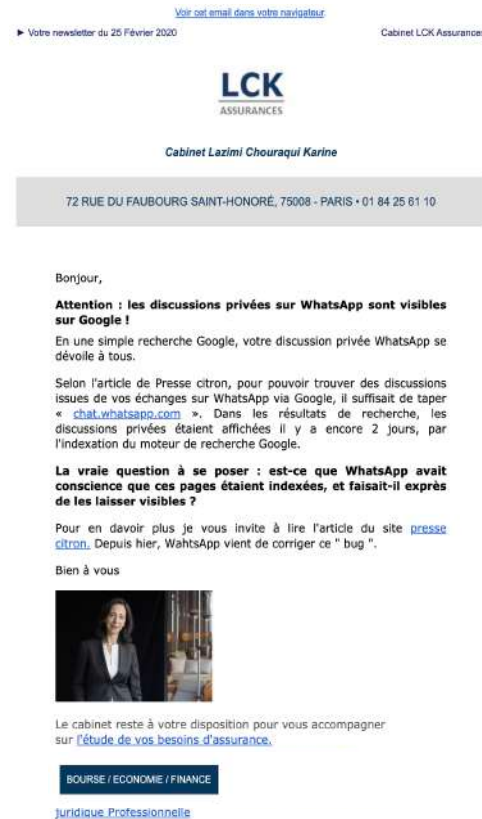 Voir cet email dans votre navigateur.
► Votre newsletter du 25 Février 2020
Cabinet LCK Assurances
LCK
ASSURANCES
Cabinet Lazimi Chouraqui Karine
72 RUE DU FAUBOURG SAINT-HONORÉ, 75008 - PARIS • 01 84 25 61 10
Bonjour,
Attention : les discussions privées sur WhatsApp sont visibles
sur Google !
En une simple recherche Google, votre discussion privée WhatsApp se
dévoile à tous.
Selon l'article de Presse citron, pour pouvoir trouver des discussions
issues de vos échanges sur WhatsApp via Google, il suffisait de taper
« chat.whatsapp.com ». Dans les résultats de recherche, les
discussions privées étaient affichées il y a encore 2 jours, par
l'indexation du moteur de recherche Google.
La vraie question à se poser : est-ce que WhatsApp avait
conscience que ces pages étaient indexées, et faisait-il exprès
de les laisser visibles ?
Pour en davoir plus je vous invite à lire l'article du site presse
citron. Depuis hier, WahtsApp vient de corriger ce " bug ".
Bien à vous
Le cabinet reste à votre disposition pour vous accompagner
sur l'étude de vos besoins d'assurance.
BOURSE / ECONOMIE / FINANCE
juridique Professionnelle